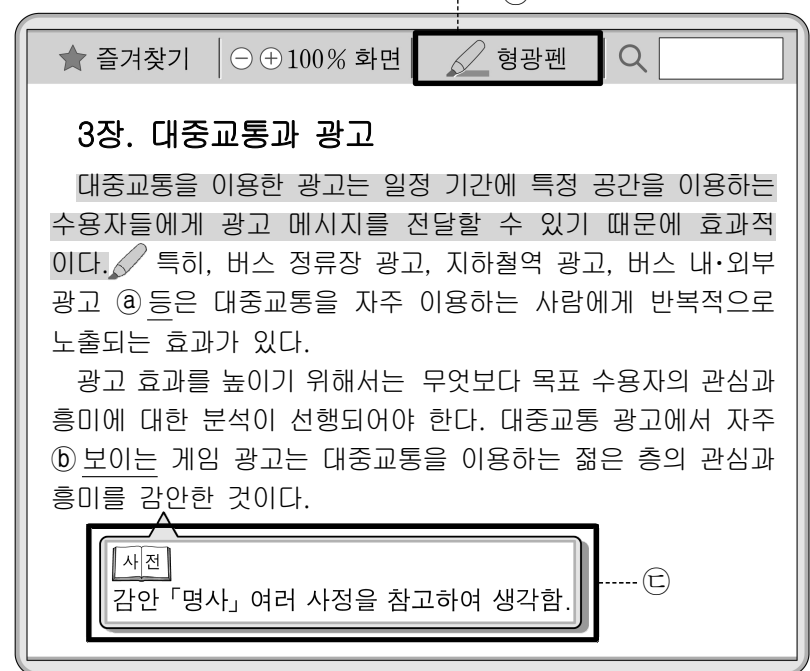 즐겨찾기 ⊖⊕100% 화면 형광펜
3장. 대중교통과 광고
대중교통을 이용한 광고는 일정 기간에 특정 공간을 이용하는
수용자들에게 광고 메시지를 전달할 수 있기 때문에 효과적
이다. 특히, 버스 정류장 광고, 지하철역 광고, 버스 내·외부
광고 ⓐ 등은 대중교통을 자주 이용하는 사람에게 반복적으로
노출되는 효과가 있다.
광고 효과를 높이기 위해서는 무엇보다 목표 수용자의 관심과
흥미에 대한 분석이 선행되어야 한다. 대중교통 광고에서 자주
ⓑ 보이는 게임 광고는 대중교통을 이용하는 젊은 층의 관심과
흥미를 감안한 것이다.
사전
감안「명사」여러 사정을 참고하여 생각함.
㉢